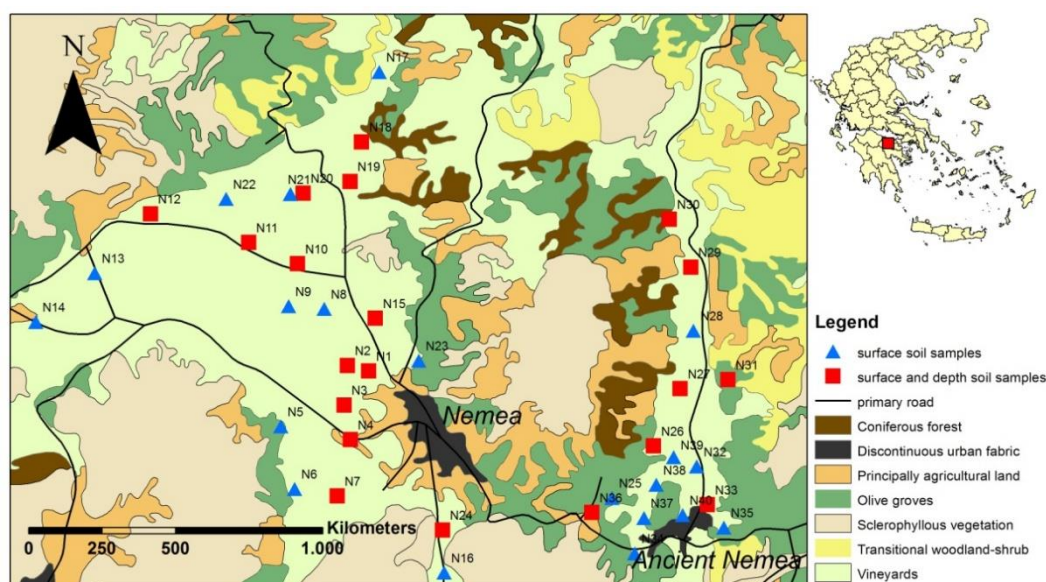 N
N17
N18
N19
N20
N21
N22
N12
N11
N10
N13
N14
N9
N8
N15
N23
N2
N1
N3
N4
N5
N6
N7
Nemea
N24
N16
N30
N29
N28
N27
N31
N26
N39
N32
N38
N25
N36
N37
N40
N33
N35
Ancient Nemea
Kilometers
0 250 500 1.000
Legend
surface soil samples
surface and depth soil samples
primary road
Coniferous forest
Discontinuous urban fabric
Principally agricultural land
Olive groves
Sclerophyllous vegetation
Transitional woodland-shrub
Vineyards